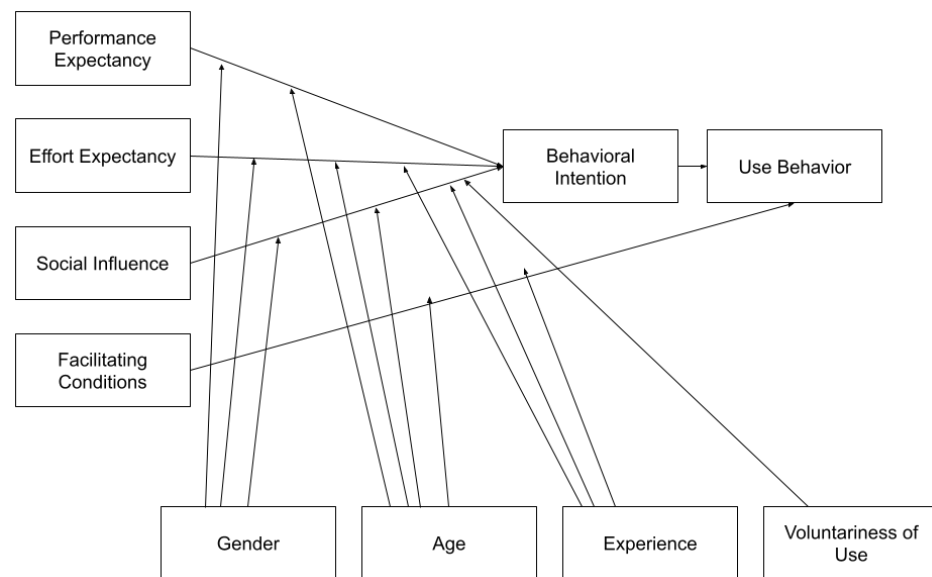 Performance
Expectancy
Effort Expectancy
Behavioral
Intention
Use Behavior
Social Influence
Facilitating
Conditions
Gender
Age
Experience
Voluntariness of
Use